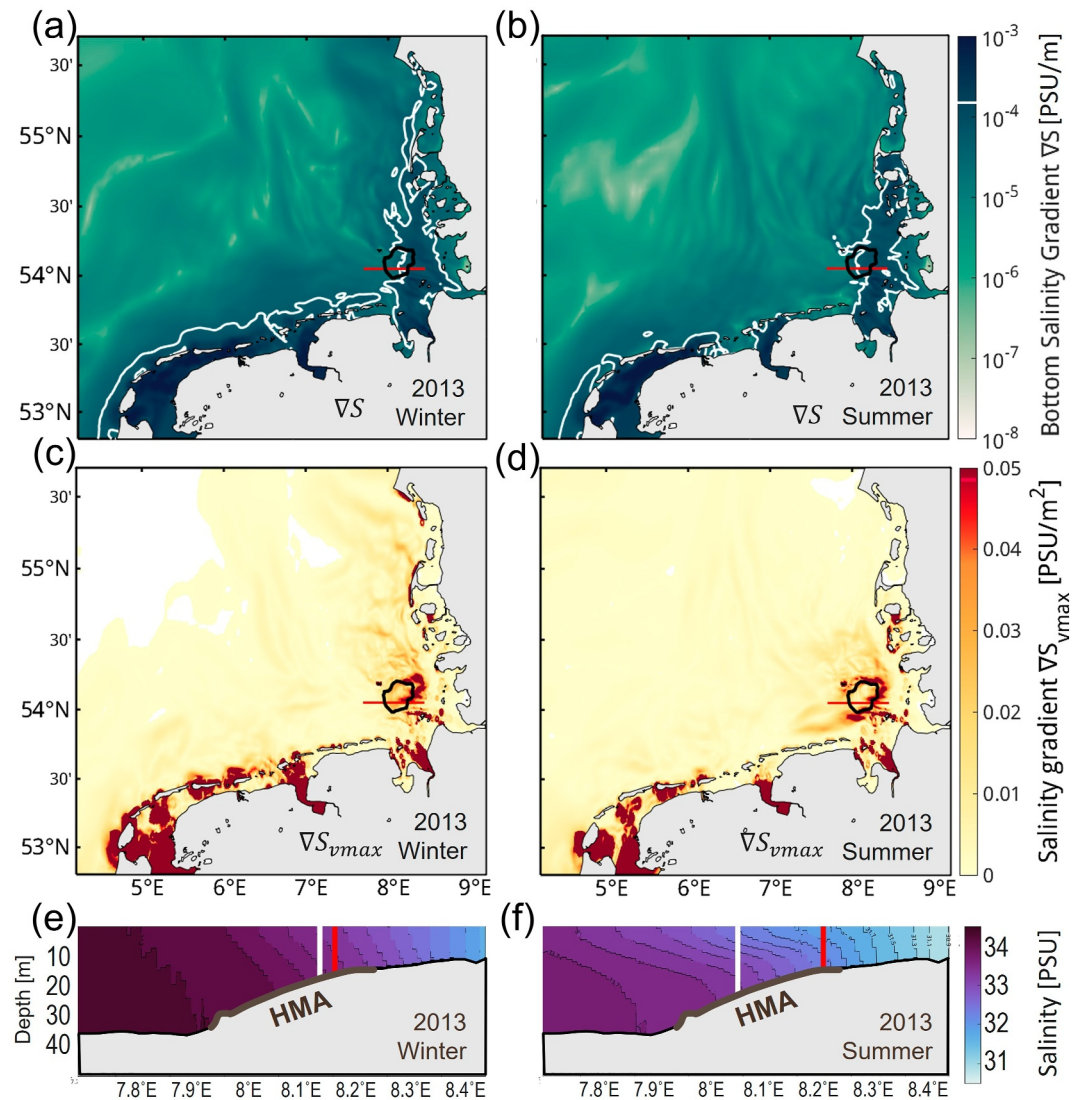 (a)
(b)
30'
55°N
30'
54°N
30'
53°N
∇S
2013
Winter
∇S
2013
Summer
10⁻³
10⁻⁴
10⁻⁵
10⁻⁶
10⁻⁷
10⁻⁸
Bottom Salinity Gradient ∇S [PSU/m]
(c)
(d)
30'
55°N
30'
54°N
30'
53°N
∇S_vmax
2013
Winter
∇S_vmax
2013
Summer
5°E 6°E 7°E 8°E 9°E
5°E 6°E 7°E 8°E 9°E
0.05
0.04
0.03
0.02
0.01
0
Salinity gradient ∇S_vmax [PSU/m²]
(e)
(f)
Depth [m]
10
20
30
40
HMA
2013
Winter
HMA
2013
Summer
7.8°E 7.9°E 8°E 8.1°E 8.2°E 8.3°E 8.4°E
7.8°E 7.9°E 8°E 8.1°E 8.2°E 8.3°E 8.4°E
34
33
32
31
Salinity [PSU]